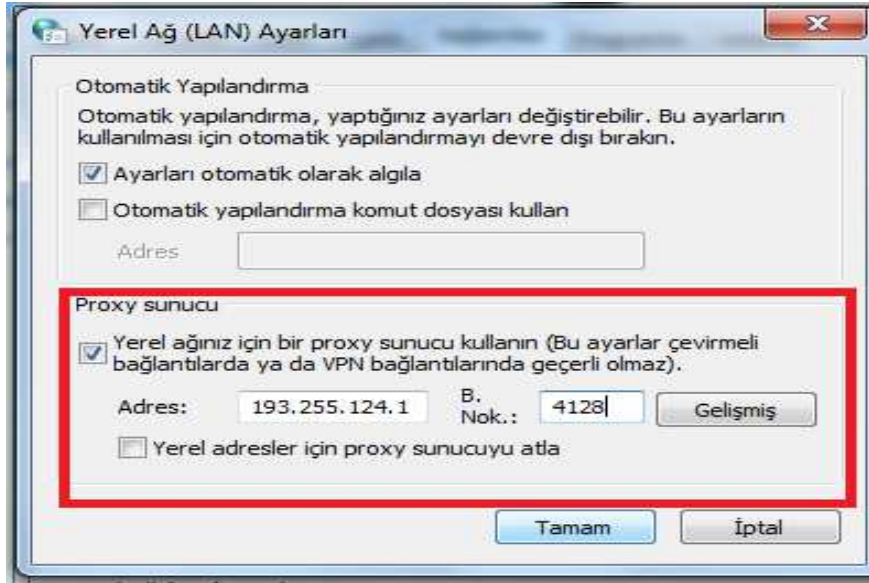 Yerel Ağ (LAN) Ayarları
Otomatik Yapılandırma
Otomatik yapılandırma, yaptığınız ayarları değiştirebilir. Bu ayarların
kullanılması için otomatik yapılandırmayı devre dışı bırakın.
Ayarları otomatik olarak algıla
Otomatik yapılandırma komut dosyası kullan
Adres
Proxy sunucu
Yerel ağınız için bir proxy sunucu kullanın (Bu ayarlar çevirmeli
bağlantılarda ya da VPN bağlantılarında geçerli olmaz).
Adres: 193.255.124.1 B. Nok.: 4128 Gelişmiş
Yerel adresler için proxy sunucuyu atla
Tamam İptal